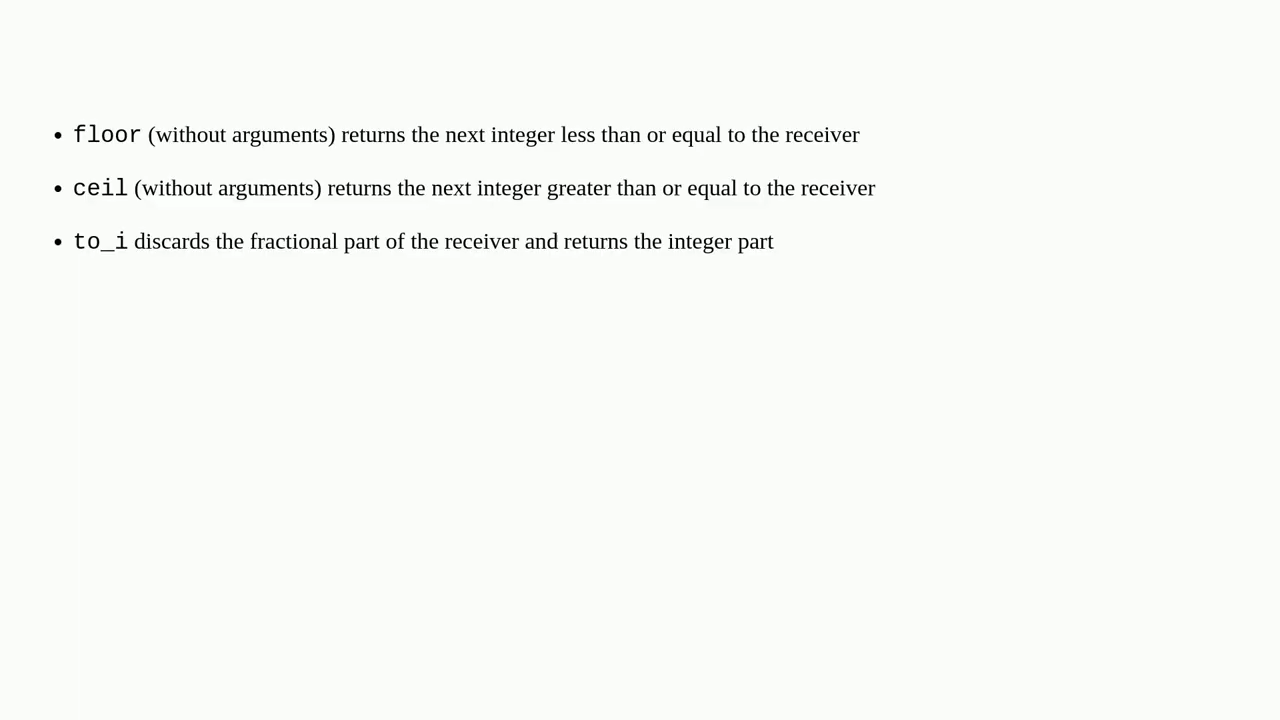 • floor (without arguments) returns the next integer less than or equal to the receiver
• ceil (without arguments) returns the next integer greater than or equal to the receiver
• to_i discards the fractional part of the receiver and returns the integer part